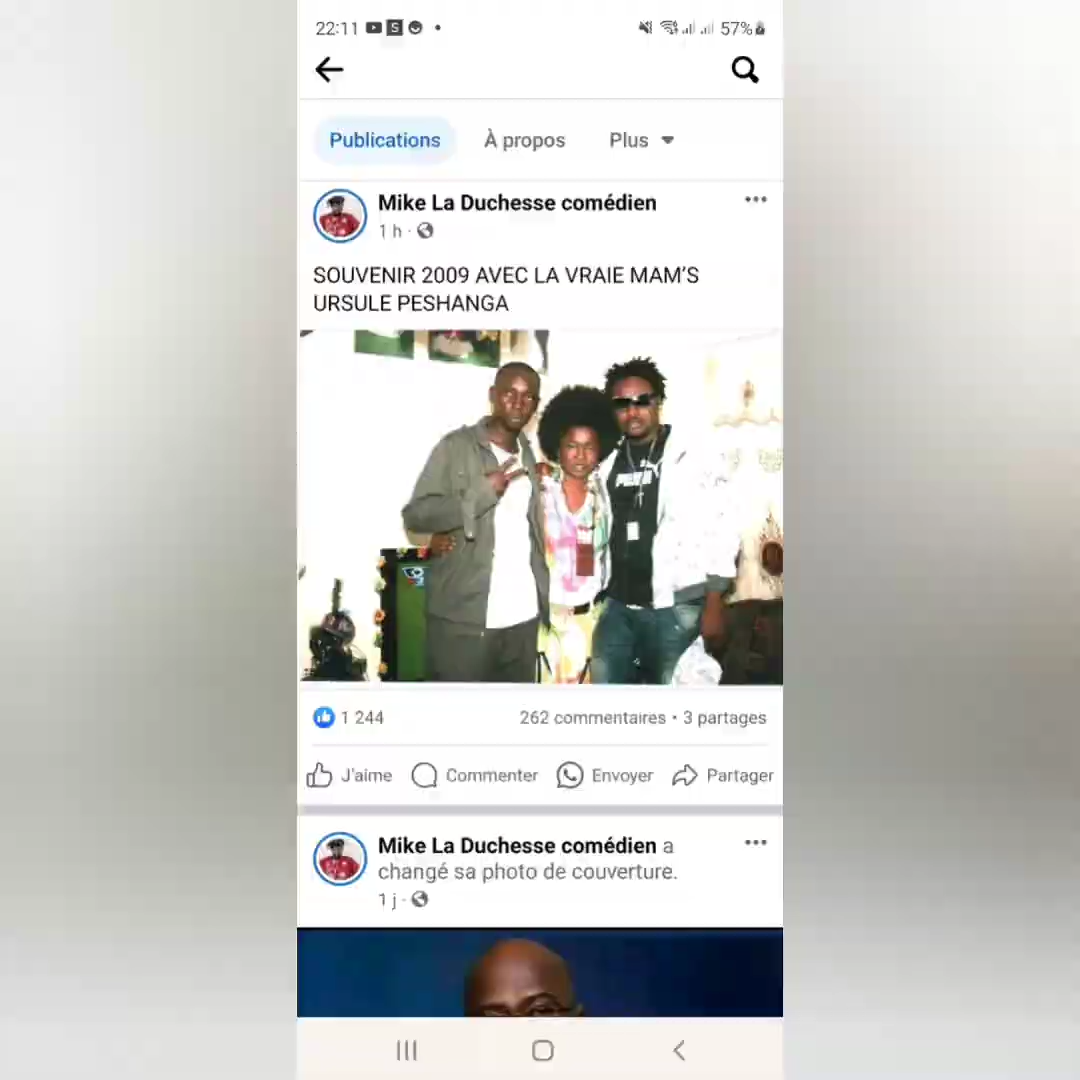 22:11 57%
Publications À propos Plus
Mike La Duchesse comédien
1 h ·
SOUVENIR 2009 AVEC LA VRAIE MAM’S
URSULE PESHANGA
1 244 262 commentaires • 3 partages
J'aime Commenter Envoyer Partager
Mike La Duchesse comédien a
changé sa photo de couverture.
1 j ·